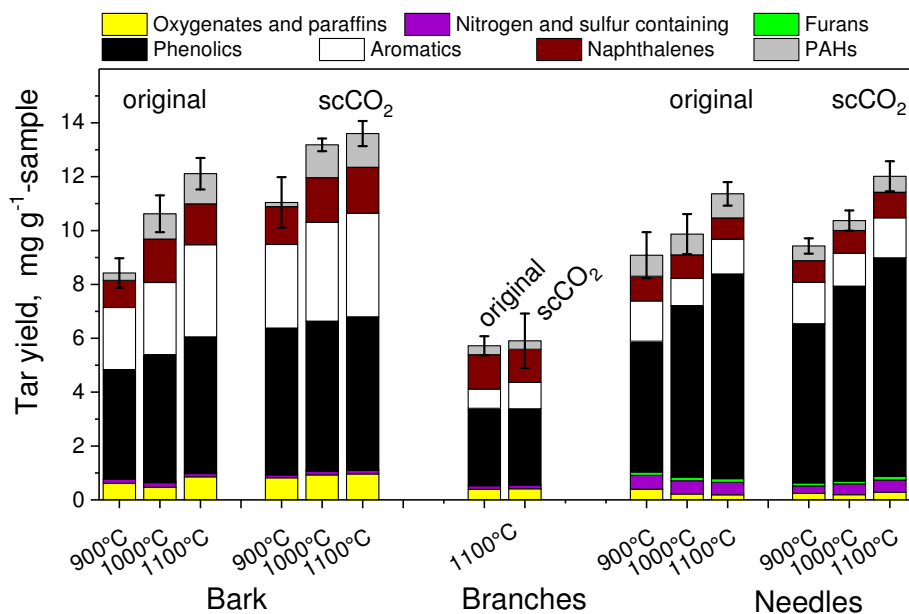 Oxygenates and paraffins Nitrogen and sulfur containing Furans
Phenolics Aromatics Naphthalenes PAHs
original scCO₂ original scCO₂
original scCO₂
Tar yield, mg g⁻¹-sample
14
12
10
8
6
4
2
0
900°C 1000°C 1100°C 900°C 1000°C 1100°C 1100°C 900°C 1000°C 1100°C 900°C 1000°C 1100°C
Bark Branches Needles